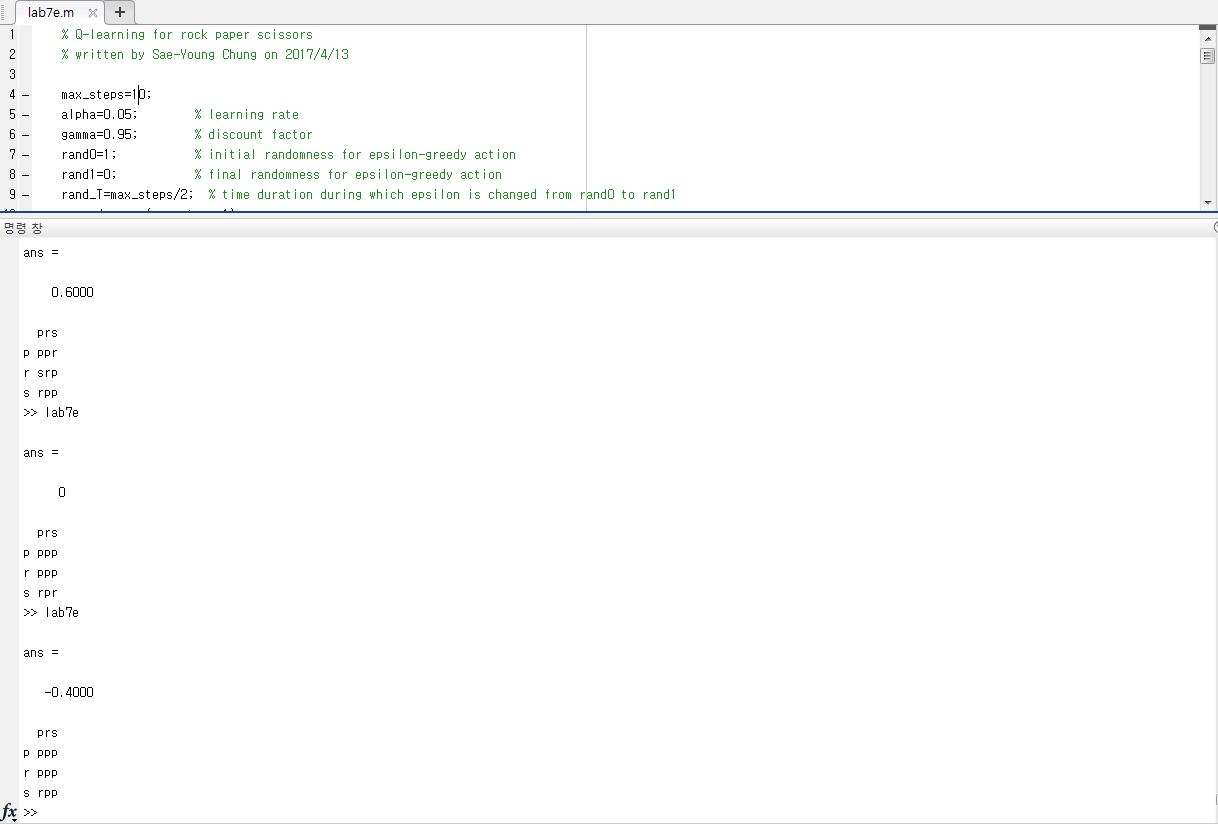 lab7e.m
1 % Q-learning for rock paper scissors
2 % written by Sae-Young Chung on 2017/4/13
3
4 – max_steps=10;
5 – alpha=0.05; % learning rate
6 – gamma=0.95; % discount factor
7 – rand0=1; % initial randomness for epsilon-greedy action
8 – rand1=0; % final randomness for epsilon-greedy action
9 – rand_T=max_steps/2; % time duration during which epsilon is changed from rand0 to rand1
명령 창
ans =
0.6000
prs
p ppr
r srp
s rpp
>> lab7e
ans =
0
prs
p ppp
r ppp
s rpr
>> lab7e
ans =
-0.4000
prs
p ppp
r ppp
s rpp
fx >>